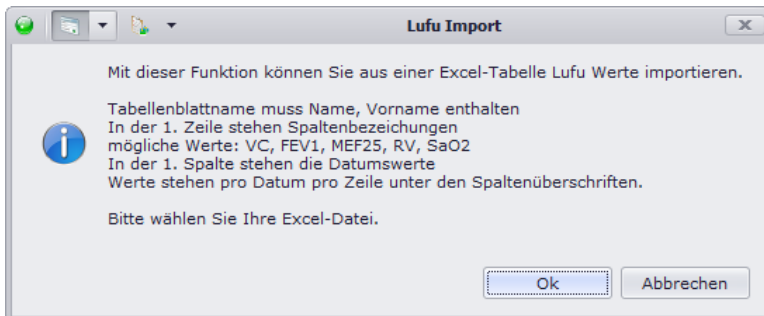 Lufu Import
Mit dieser Funktion können Sie aus einer Excel-Tabelle Lufu Werte importieren.
Tabellenblattname muss Name, Vorname enthalten
In der 1. Zeile stehen Spaltenbezeichungen
mögliche Werte: VC, FEV1, MEF25, RV, SaO2
In der 1. Spalte stehen die Datumswerte
Werte stehen pro Datum pro Zeile unter den Spaltenüberschriften.
Bitte wählen Sie Ihre Excel-Datei.
Ok
Abbrechen